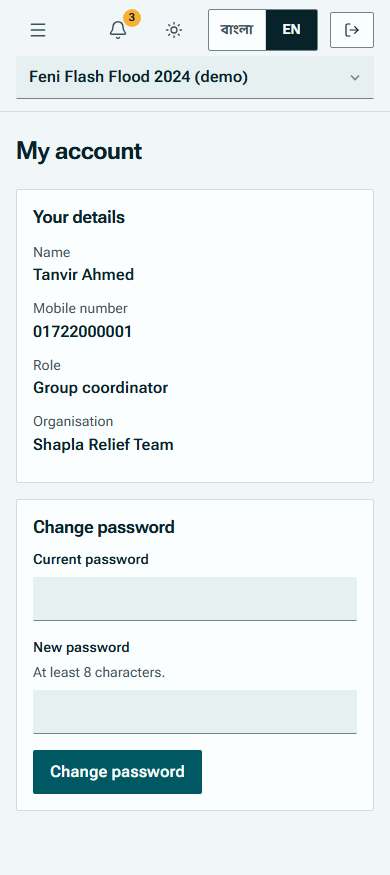 3
বাংলা
EN
Feni Flash Flood 2024 (demo)
My account
Your details
Name
Tanvir Ahmed
Mobile number
01722000001
Role
Group coordinator
Organisation
Shapla Relief Team
Change password
Current password
New password
At least 8 characters.
Change password